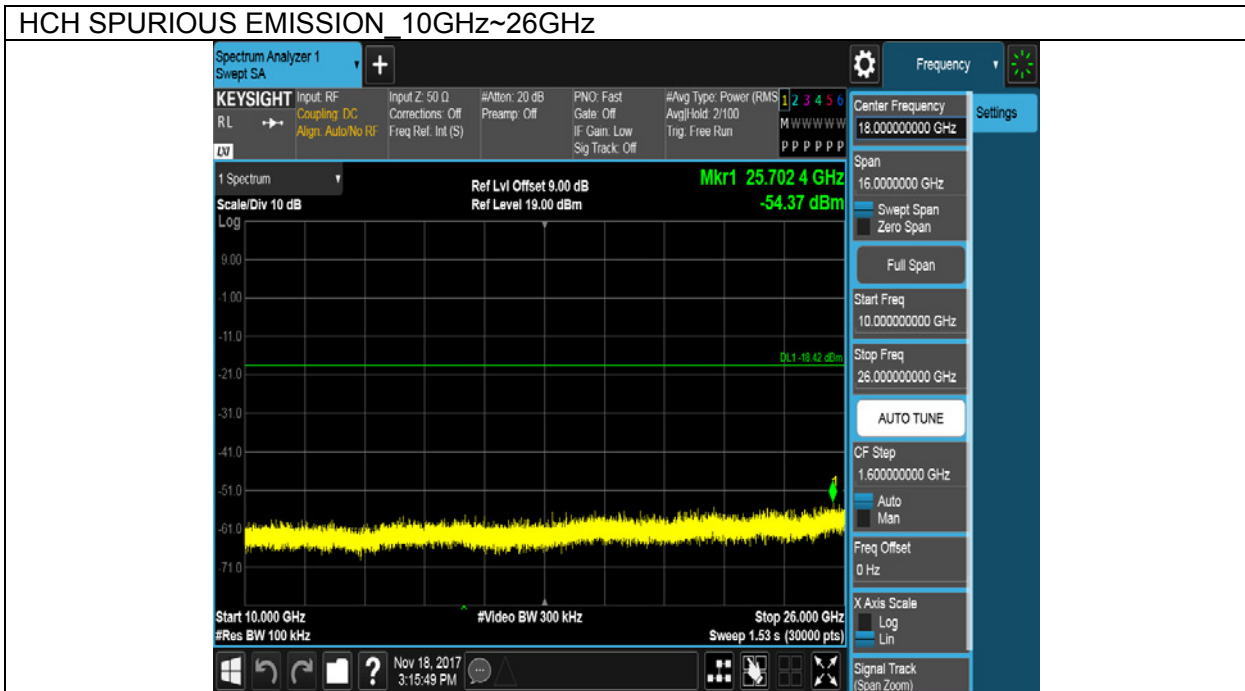 HCH SPURIOUS EMISSION_10GHz~26GHz
Spectrum Analyzer 1
Swept SA
+
Frequency
KEYSIGHT
RL
LXI
Input: RF
Coupling: DC
Align: Auto/No RF
Input Z: 50 Ω
Corrections: Off
Freq Ref: Int (S)
#Atten: 20 dB
Preamp: Off
PNO: Fast
Gate: Off
IF Gain: Low
Sig Track: Off
#Avg Type: Power (RMS
Avg|Hold: 2/100
Trig: Free Run
1 2 3 4 5 6
M W W W W W
P P P P P P
Center Frequency
18.000000000 GHz
Settings
Span
16.0000000 GHz
Swept Span
Zero Span
Full Span
Start Freq
10.000000000 GHz
Stop Freq
26.000000000 GHz
AUTO TUNE
CF Step
1.600000000 GHz
Auto
Man
Freq Offset
0 Hz
X Axis Scale
Log
Lin
Signal Track
(Span Zoom)
1 Spectrum
Scale/Div 10 dB
Ref Lvl Offset 9.00 dB
Ref Level 19.00 dBm
Mkr1 25.702 4 GHz
-54.37 dBm
Log
9.00
-1.00
-11.0
DL1 -18.42 dBm
-21.0
-31.0
-41.0
-51.0
1
-61.0
-71.0
Start 10.000 GHz
#Res BW 100 kHz
#Video BW 300 kHz
Stop 26.000 GHz
Sweep 1.53 s (30000 pts)
?
Nov 18, 2017
3:15:49 PM